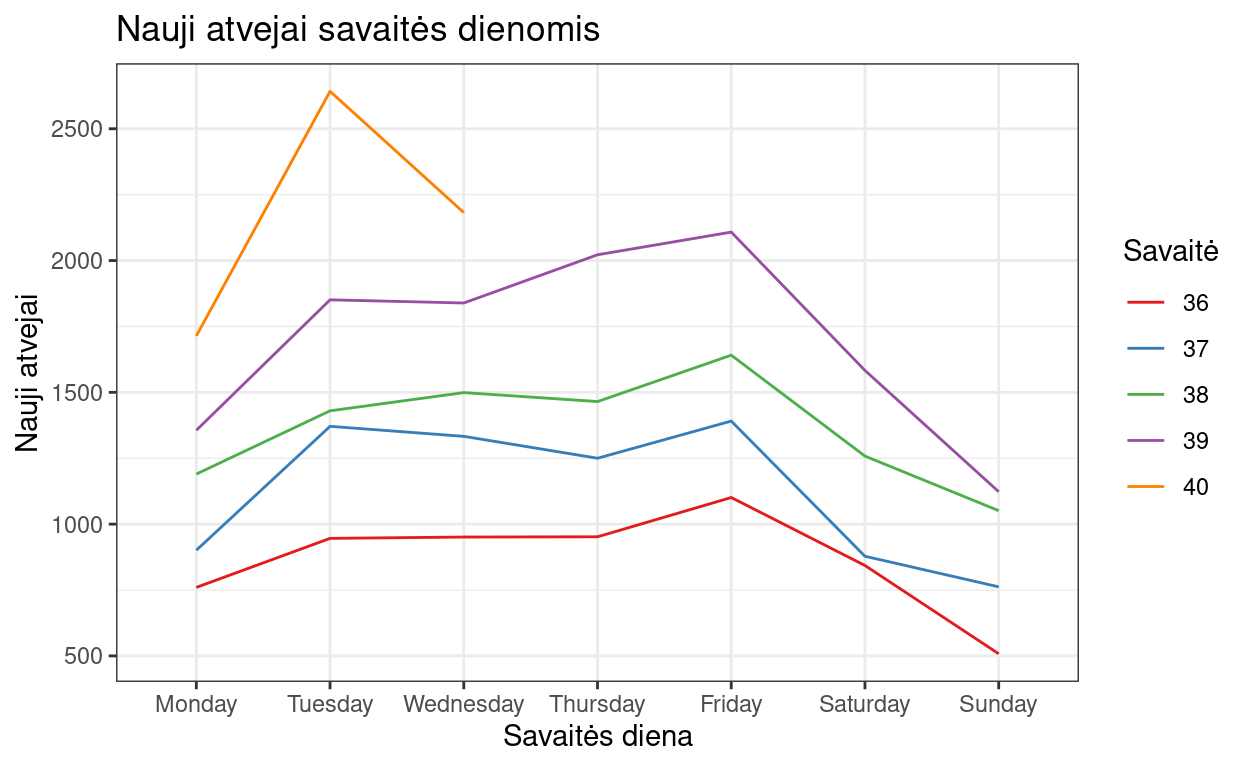 Nauji atvejai savaitės dienomis
Nauji atvejai
2500
2000
1500
1000
500
Monday Tuesday Wednesday Thursday Friday Saturday Sunday
Savaitės diena
Savaitė
36
37
38
39
40